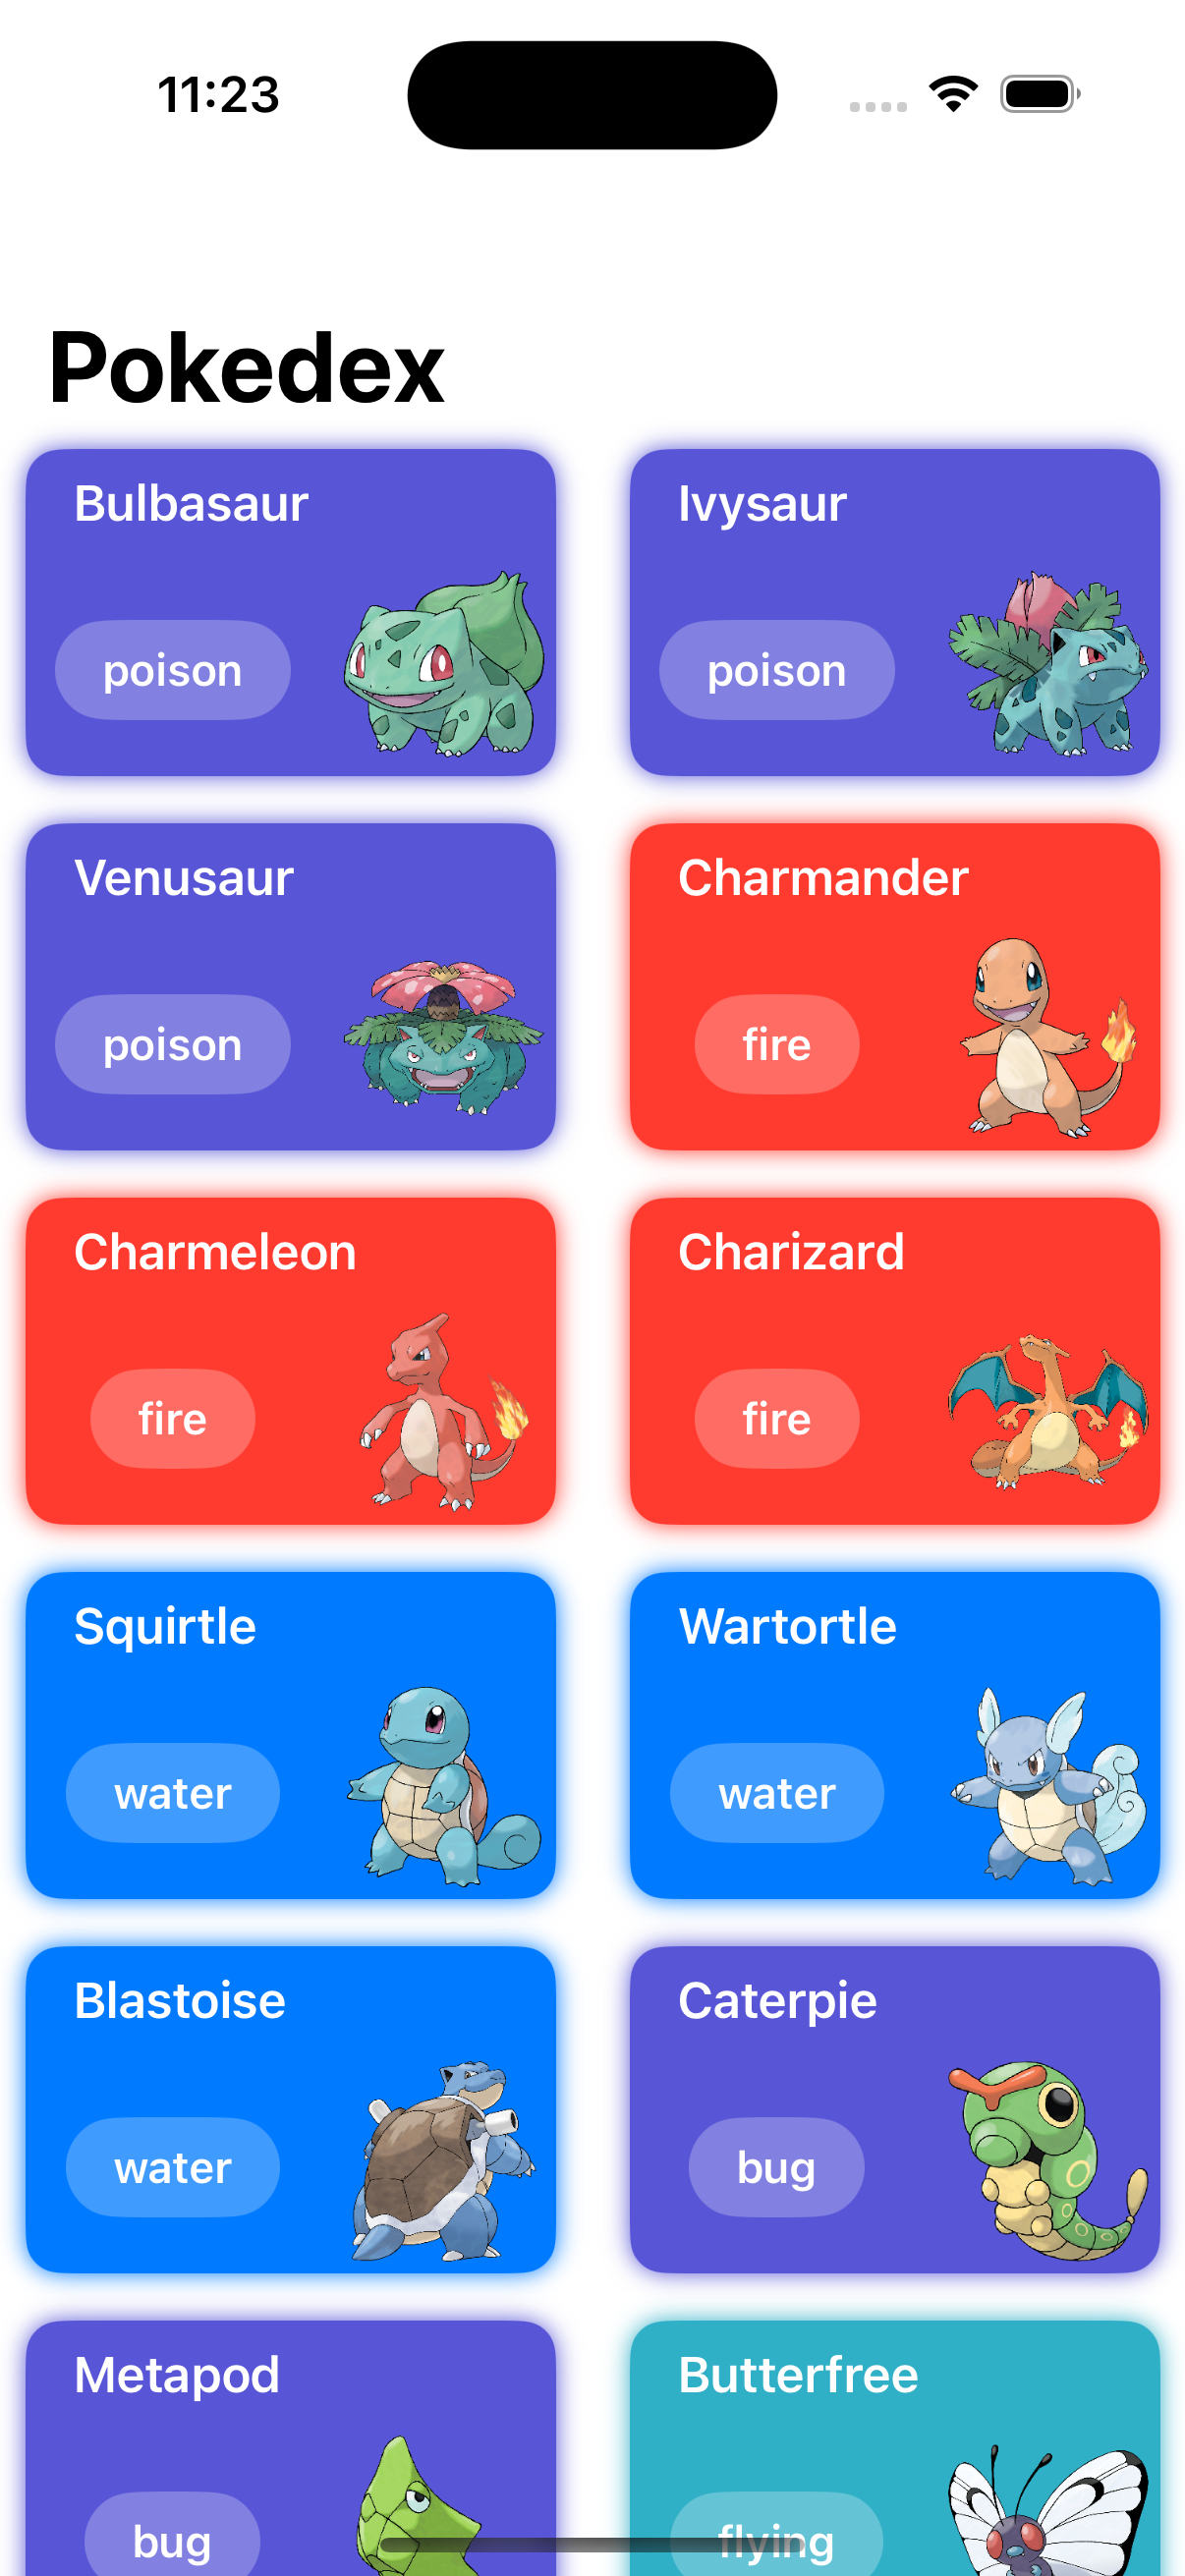 11:23
Pokedex
Bulbasaur
poison
Ivysaur
poison
Venusaur
poison
Charmander
fire
Charmeleon
fire
Charizard
fire
Squirtle
water
Wartortle
water
Blastoise
water
Caterpie
bug
Metapod
bug
Butterfree
flying